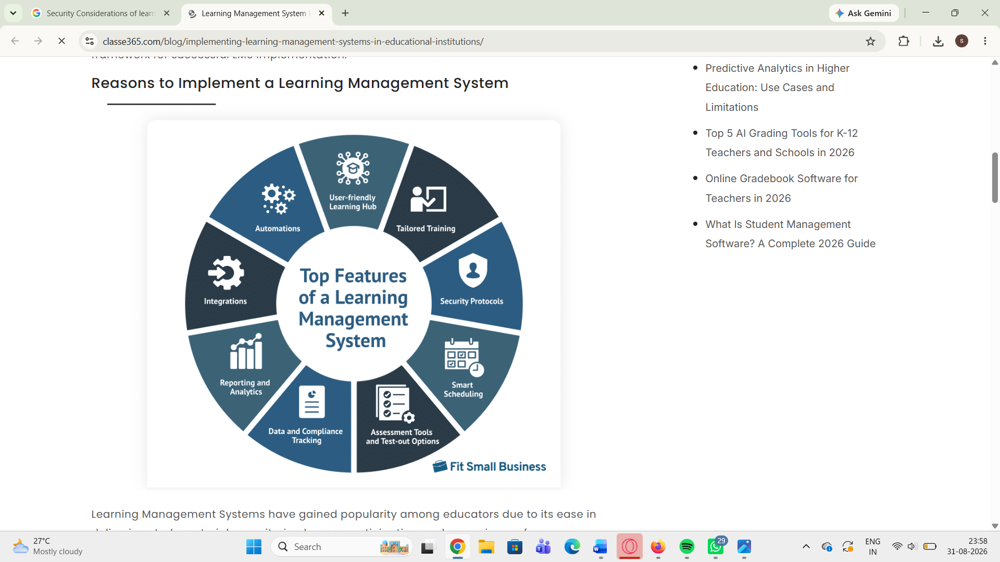 Security Considerations of learn
Learning Management System
Ask Gemini
classe365.com/blog/implementing-learning-management-systems-in-educational-institutions/
S
framework for successful LMS implementation.
Reasons to Implement a Learning Management System
User-friendly
Learning Hub
Tailored Training
Security Protocols
Smart
Scheduling
Assessment Tools
and Test-out Options
Data and Compliance
Tracking
Reporting and
Analytics
Integrations
Automations
Top Features
of a Learning
Management
System
Fit Small Business
Learning Management Systems have gained popularity among educators due to its ease in
Predictive Analytics in Higher
Education: Use Cases and
Limitations
Top 5 AI Grading Tools for K-12
Teachers and Schools in 2026
Online Gradebook Software for
Teachers in 2026
What Is Student Management
Software? A Complete 2026 Guide
27°C
Mostly cloudy
Search
29
ENG
IN
23:58
31-08-2026